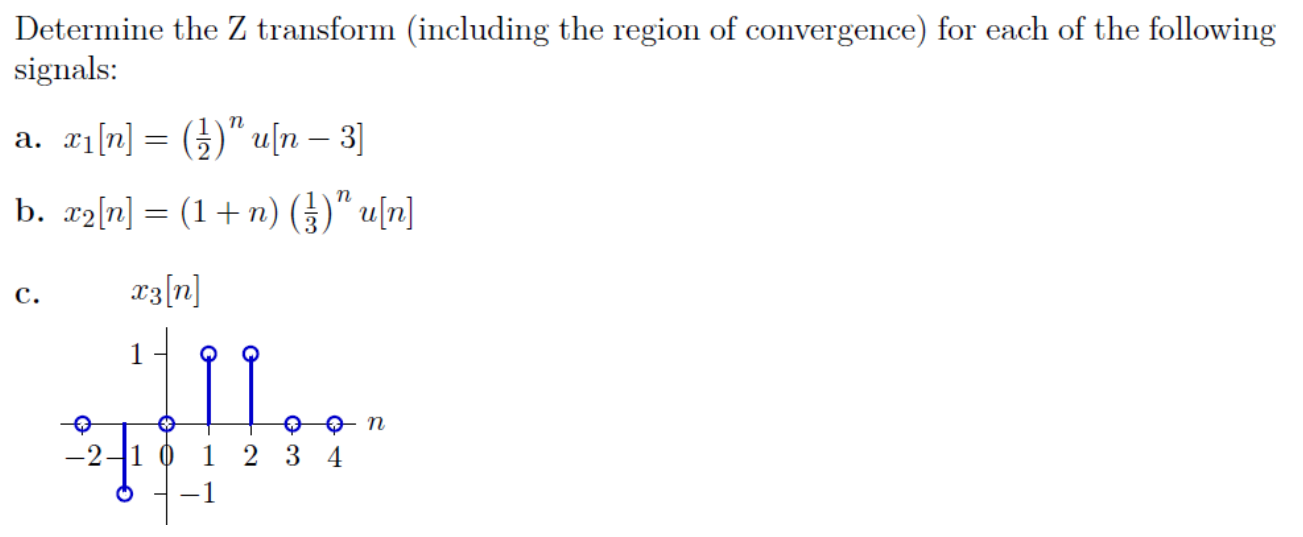 Determine the Z transform (including the region of convergence) for each of the following
signals:
a. x₁[n] = (1/2)ⁿ u[n − 3]
b. x₂[n] = (1 + n) (1/3)ⁿ u[n]
c. x₃[n]
1
n
−2 −1 0 1 2 3 4
−1